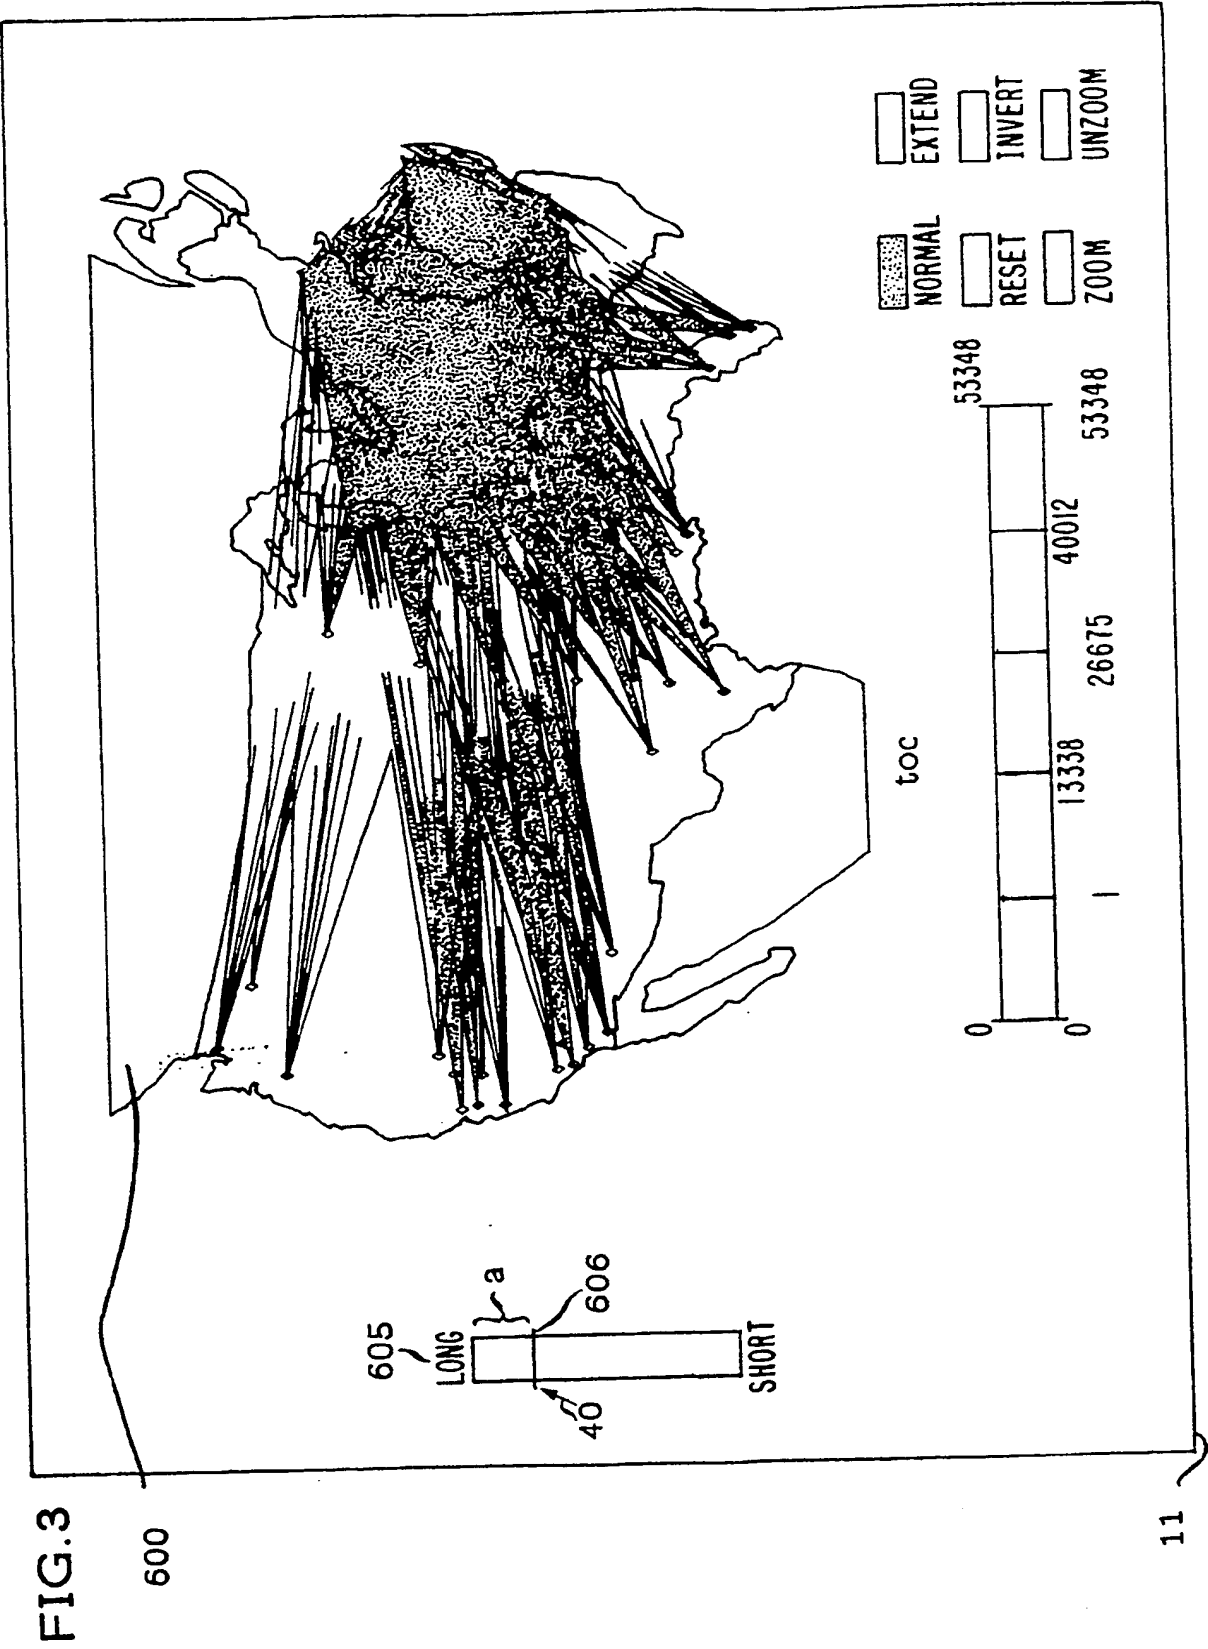 FIG.3
600
605
LONG
a
606
40
SHORT
toc
NORMAL
EXTEND
RESET
INVERT
ZOOM
UNZOOM
0
53348
13338
40012
0
1
26675
53348
11